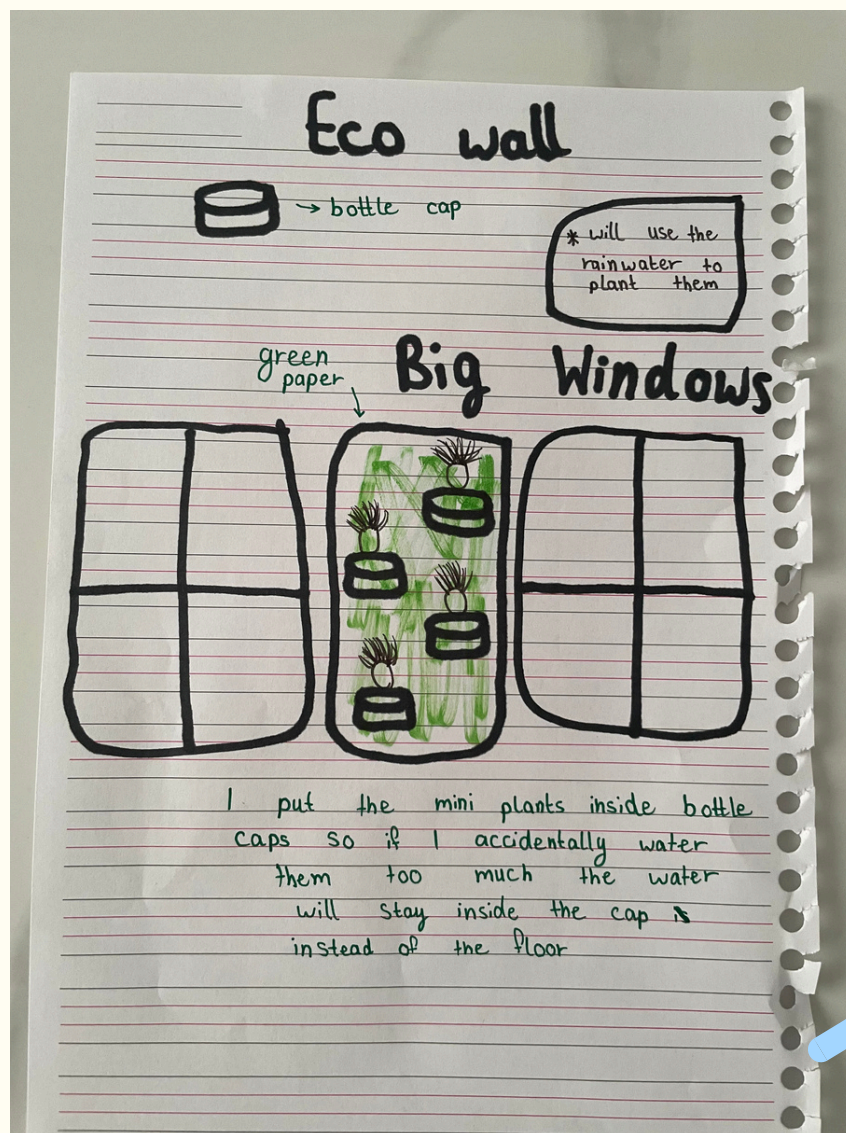 Eco wall
→ bottle cap
* will use the
rainwater to
plant them
green
paper
Big Windows
I put the mini plants inside bottle
caps so if I accidentally water
them too much the water
will stay inside the cap
instead of the floor